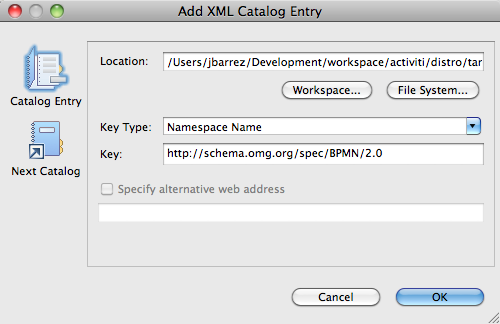 Add XML Catalog Entry
Location: /Users/jbarrez/Development/workspace/activiti/distro/tar
Catalog Entry
Workspace... File System...
Key Type: Namespace Name
Key: http://schema.omg.org/spec/BPMN/2.0
Next Catalog
Specify alternative web address
Cancel OK